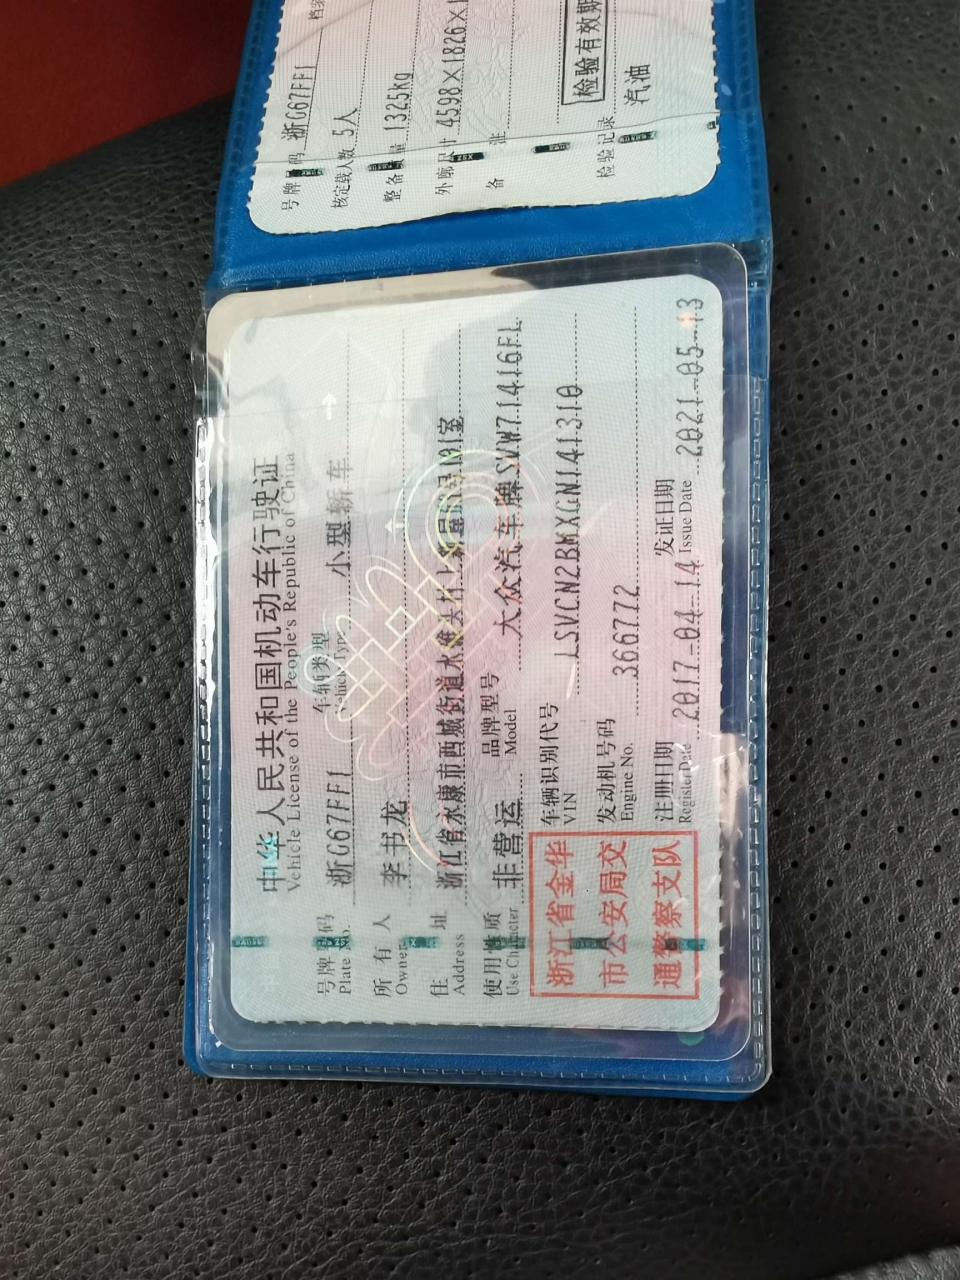 中华人民共和国机动车行驶证
Vehicle License of the People's Republic of China
号牌号码 浙G67FF1 车辆类型 小型轿车
Plate No. Vehicle Type
所有人 李书龙
Owner
住址 浙江省永康市西城街道水
Address
使用性质 非营运 品牌型号 大众汽车牌SVW71416FL
Use Character Model
浙江省金华
市公安局交
通警察支队
车辆识别代号 LSVCN2BMXGN141310
VIN
发动机号码 366772
Engine No.
注册日期 2017-04-14 发证日期 2021-05-13
Register Date Issue Date
号牌号码 浙G67FF1
核定载人数 5人
整备质量 1325kg
外廓尺寸 4598×1826×1
备
检验有效期
检验记录 汽油